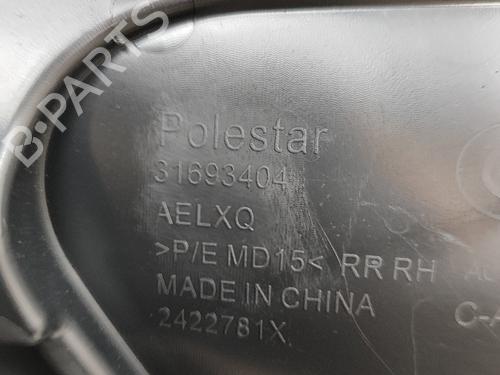 B-PARTS
Polestar
31693404
AELXQ
>P/E MD15< RR RH
MADE IN CHINA
2422781X